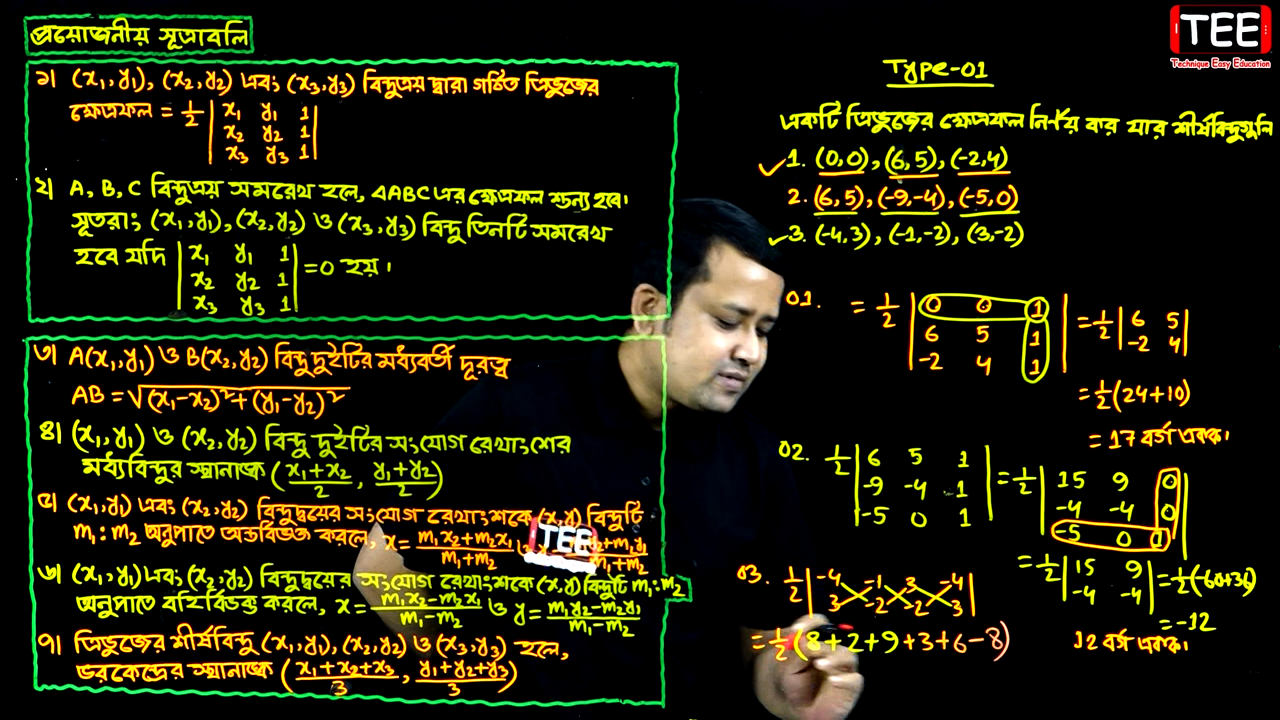 প্রয়োজনীয় সূত্রাবলি
১। (x₁,y₁), (x₂,y₂) এবং (x₃,y₃) বিন্দুত্রয় দ্বারা গঠিত ত্রিভুজের
ক্ষেত্রফল = 1/2 | x₁ y₁ 1 |
x₂ y₂ 1
x₃ y₃ 1
২। A, B, C বিন্দুত্রয় সমরেখ হলে, ΔABC এর ক্ষেত্রফল শূন্য হবে।
সুতরাং (x₁,y₁), (x₂,y₂) ও (x₃,y₃) বিন্দু তিনটি সমরেখ
হবে যদি | x₁ y₁ 1 |
x₂ y₂ 1 = 0 হয়।
x₃ y₃ 1
৩। A(x₁,y₁) ও B(x₂,y₂) বিন্দু দুইটির মধ্যবর্তী দূরত্ব
AB = √(x₁-x₂)²+(y₁-y₂)²
৪। (x₁,y₁) ও (x₂,y₂) বিন্দু দুইটির সংযোগ রেখাংশের
মধ্যবিন্দুর স্থানাঙ্ক (x₁+x₂/2, y₁+y₂/2)
৫। (x₁,y₁) এবং (x₂,y₂) বিন্দুদ্বয়ের সংযোগ রেখাংশকে (x,y) বিন্দুটি
m₁:m₂ অনুপাতে অন্তর্বিভক্ত করলে, x = m₁x₂+m₂x₁/m₁+m₂
৬। (x₁,y₁) এবং (x₂,y₂) বিন্দুদ্বয়ের সংযোগ রেখাংশকে (x,y) বিন্দুটি m₁:m₂
অনুপাতে বহির্বিভক্ত করলে, x = m₁x₂-m₂x₁/m₁-m₂ ও y = m₁y₂-m₂y₁/m₁-m₂
৭। ত্রিভুজের শীর্ষবিন্দু (x₁,y₁), (x₂,y₂) ও (x₃,y₃) হলে,
ভরকেন্দ্রের স্থানাঙ্ক (x₁+x₂+x₃/3, y₁+y₂+y₃/3)
TEE
TEE
Technique Easy Education
Type-01
একটি ত্রিভুজের ক্ষেত্রফল নির্ণয় কর যার শীর্ষবিন্দুগুলি
✓ 1. (0,0), (6,5), (-2,4)
2. (6,5), (-9,-4), (-5,0)
✓ 3. (-4,3), (-1,-2), (3,-2)
01. = 1/2 | 0 0 1 | = 1/2 | 6 5 |
6 5 1 -2 4
-2 4 1
= 1/2 (24+10)
= 17 বর্গ একক।
02. 1/2 | 6 5 1 | = 1/2 | 15 9 0 |
-9 -4 1 -4 -4 0
-5 0 1 -5 0 1
= 1/2 | 15 9 | = 1/2 (-60+36)
-4 -4
= -12
12 বর্গ একক।
03. 1/2 | -4 -1 3 -4 |
3 -2 -2 3
= 1/2 (8+2+9+3+6-8)